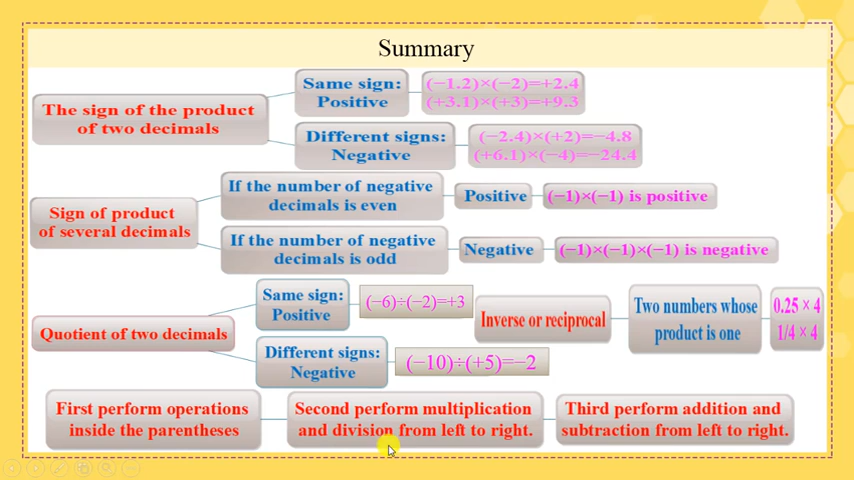 Summary
The sign of the product
of two decimals
Same sign:
Positive
(−1.2)×(−2)=+2.4
(+3.1)×(+3)=+9.3
Different signs:
Negative
(−2.4)×(+2)=−4.8
(+6.1)×(−4)=−24.4
Sign of product
of several decimals
If the number of negative
decimals is even
Positive
(−1)×(−1) is positive
If the number of negative
decimals is odd
Negative
(−1)×(−1)×(−1) is negative
Quotient of two decimals
Same sign:
Positive
(−6)÷(−2)=+3
Different signs:
Negative
(−10)÷(+5)=−2
Inverse or reciprocal
Two numbers whose
product is one
0.25 × 4
1/4 × 4
First perform operations
inside the parentheses
Second perform multiplication
and division from left to right.
Third perform addition and
subtraction from left to right.